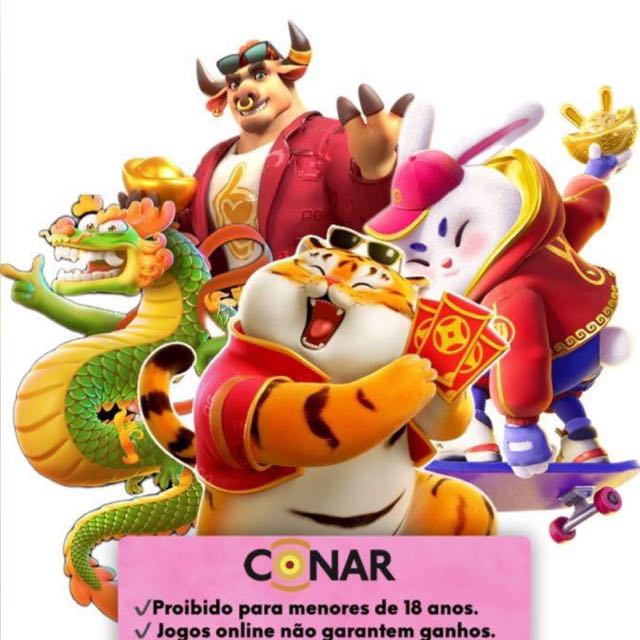 CONAR
✓Proibido para menores de 18 anos.
✓ Jogos online não garantem ganhos.